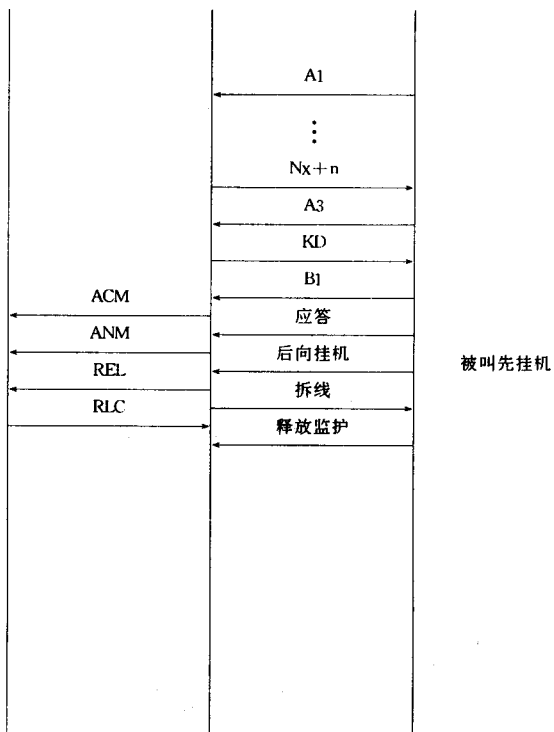 A1
⋮
Nx+n
A3
KD
B1
ACM
应答
ANM
后向挂机
被叫先挂机
REL
拆线
RLC
释放监护